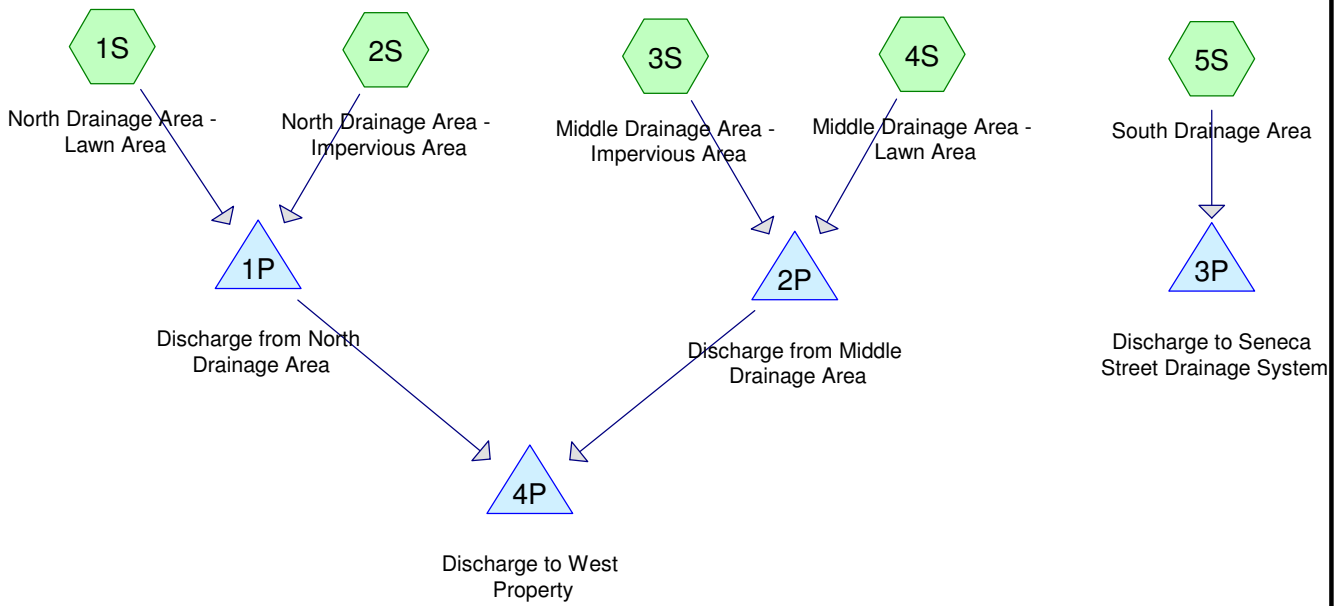 1S
2S
3S
4S
5S
North Drainage Area -
Lawn Area
North Drainage Area -
Impervious Area
Middle Drainage Area -
Impervious Area
Middle Drainage Area -
Lawn Area
South Drainage Area
1P
2P
3P
Discharge from North
Drainage Area
Discharge from Middle
Drainage Area
Discharge to Seneca
Street Drainage System
4P
Discharge to West
Property